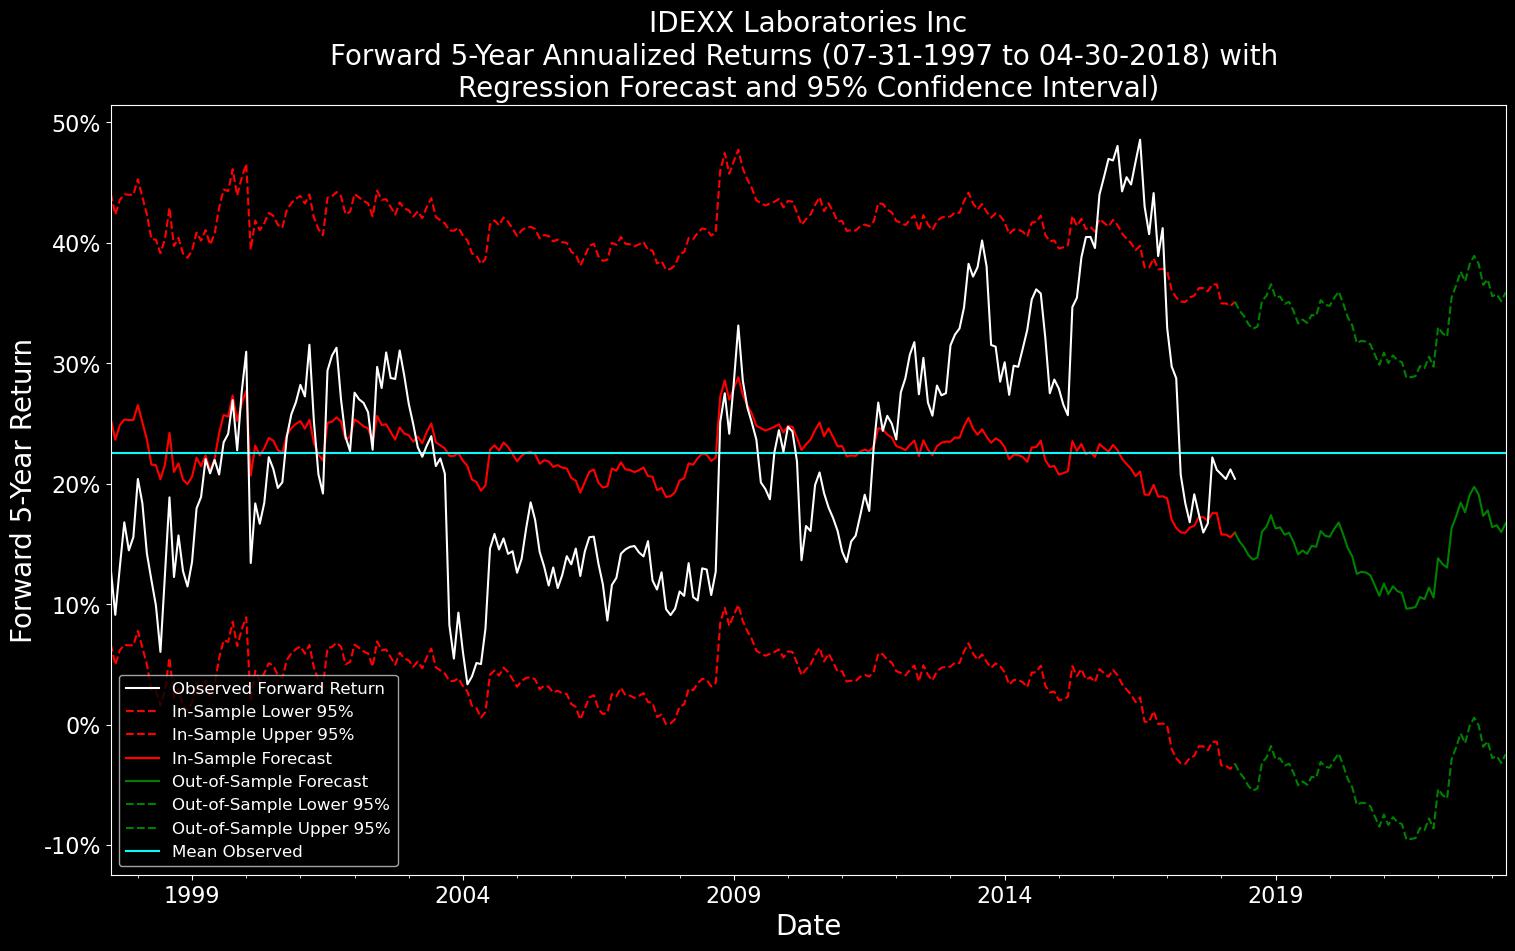 IDEXX Laboratories Inc
Forward 5-Year Annualized Returns (07-31-1997 to 04-30-2018) with
Regression Forecast and 95% Confidence Interval)
Forward 5-Year Return
50%
40%
30%
20%
10%
0%
-10%
Observed Forward Return
In-Sample Lower 95%
In-Sample Upper 95%
In-Sample Forecast
Out-of-Sample Forecast
Out-of-Sample Lower 95%
Out-of-Sample Upper 95%
Mean Observed
1999
2004
2009
2014
2019
Date